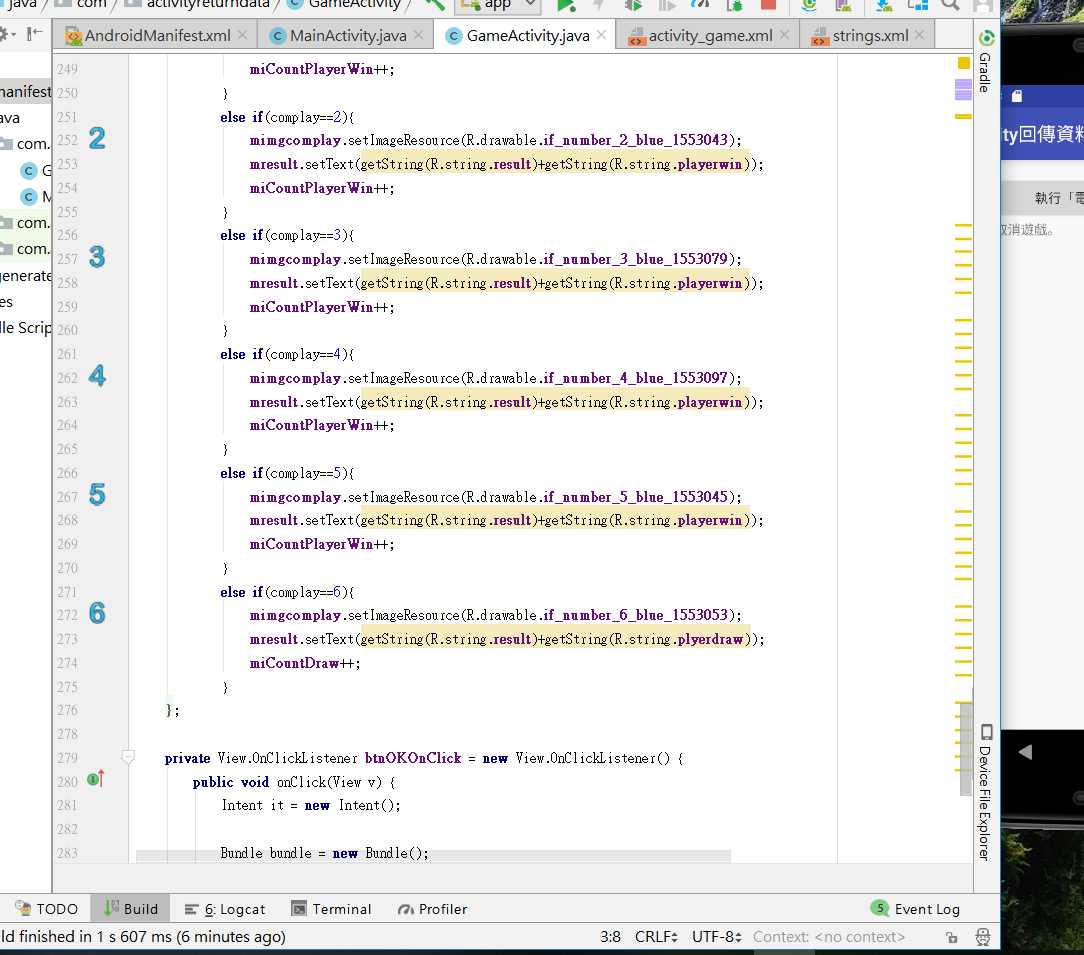 java com activityreturndata GameActivity app
AndroidManifest.xml MainActivity.java GameActivity.java activity_game.xml strings.xml
Gradle
249 miCountPlayerWin++;
250 }
251 else if(complay==2){
252 mimgcomplay.setImageResource(R.drawable.if_number_2_blue_1553043);
253 mresult.setText(getString(R.string.result)+getString(R.string.playerwin));
254 miCountPlayerWin++;
255 }
256 else if(complay==3){
257 mimgcomplay.setImageResource(R.drawable.if_number_3_blue_1553079);
258 mresult.setText(getString(R.string.result)+getString(R.string.playerwin));
259 miCountPlayerWin++;
260 }
261 else if(complay==4){
262 mimgcomplay.setImageResource(R.drawable.if_number_4_blue_1553097);
263 mresult.setText(getString(R.string.result)+getString(R.string.playerwin));
264 miCountPlayerWin++;
265 }
266 else if(complay==5){
267 mimgcomplay.setImageResource(R.drawable.if_number_5_blue_1553045);
268 mresult.setText(getString(R.string.result)+getString(R.string.playerwin));
269 miCountPlayerWin++;
270 }
271 else if(complay==6){
272 mimgcomplay.setImageResource(R.drawable.if_number_6_blue_1553053);
273 mresult.setText(getString(R.string.result)+getString(R.string.plyerdraw));
274 miCountDraw++;
275 }
276 };
278
279 private View.OnClickListener btnOKOnClick = new View.OnClickListener() {
280 public void onClick(View v) {
281 Intent it = new Intent();
282
283 Bundle bundle = new Bundle();
2
3
4
5
6
manifest
ava
com.
G
M
com.
com.
generate
es
lle Scrip
ty回傳資料
執行「電
取消遊戲。
Device File Explorer
TODO Build 6: Logcat Terminal Profiler 5 Event Log
ld finished in 1 s 607 ms (6 minutes ago) 3:8 CRLF UTF-8 Context: <no context>